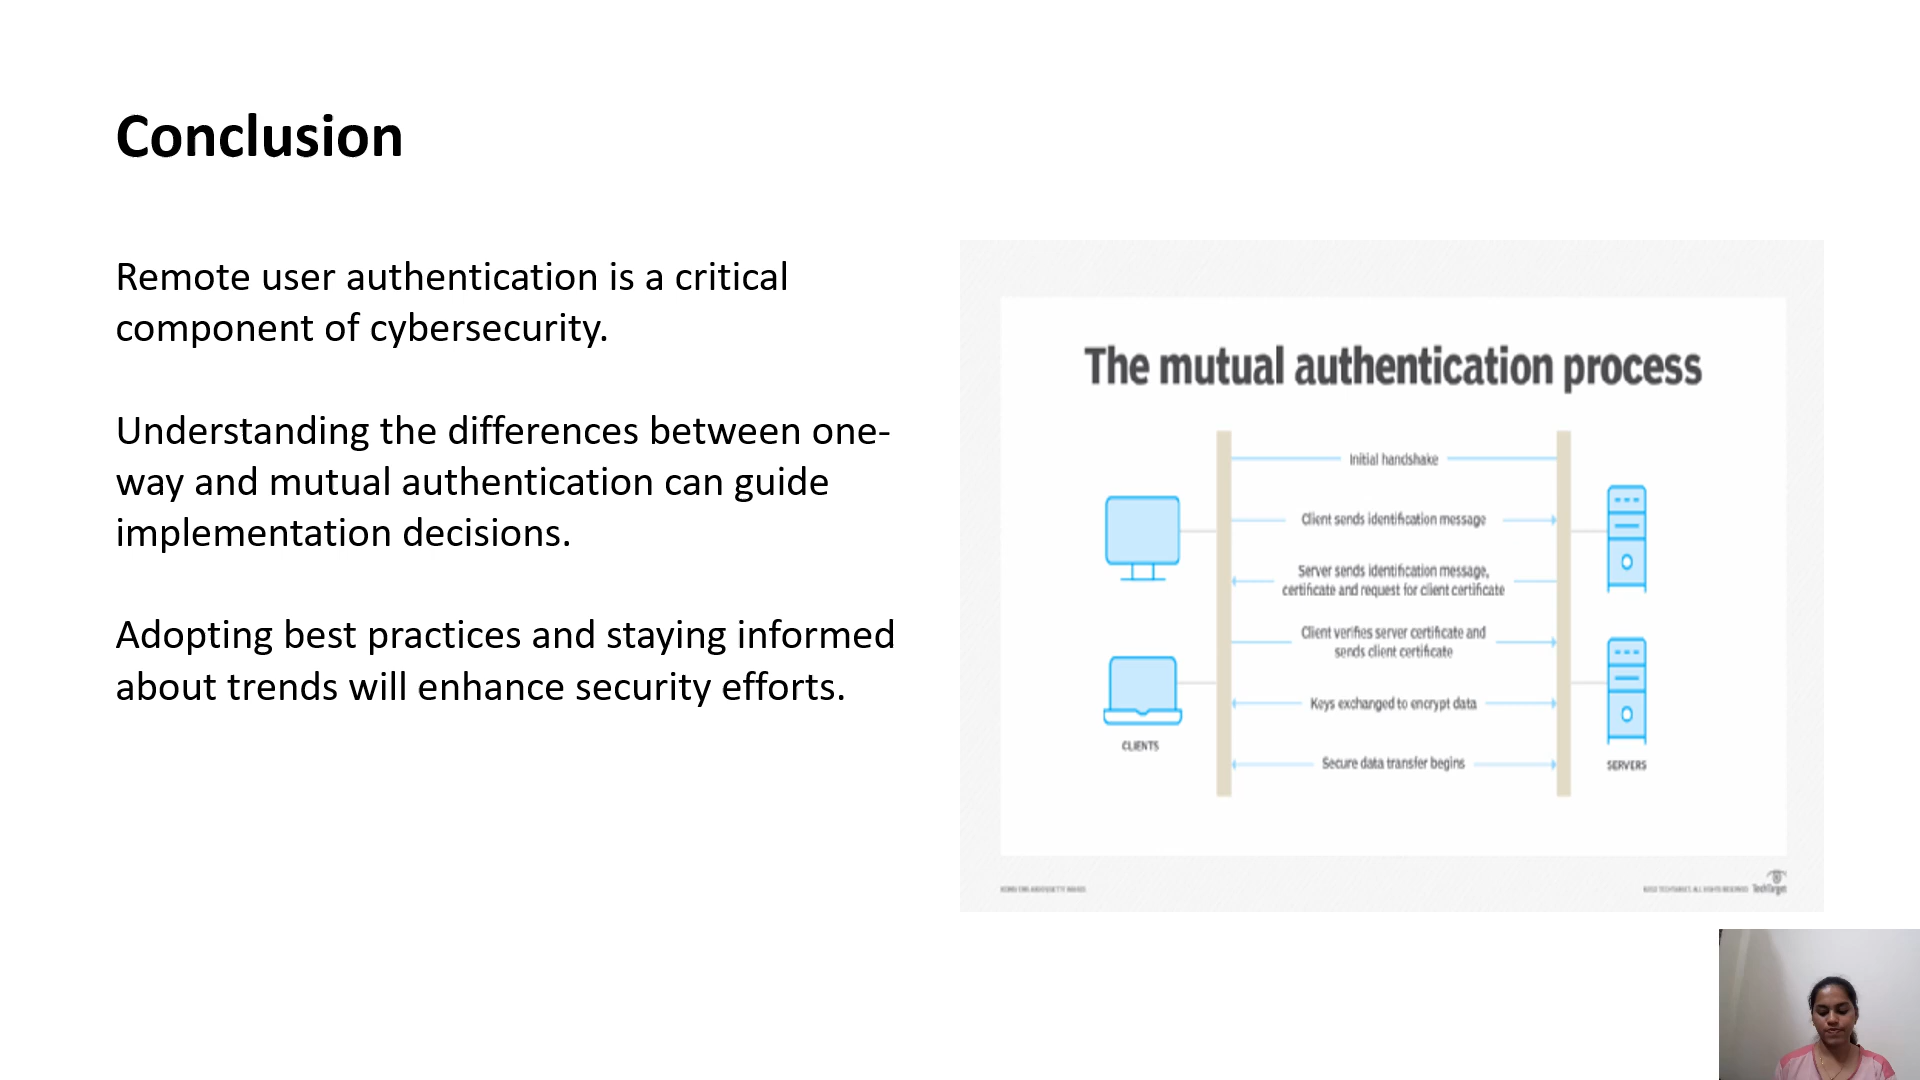 Conclusion
Remote user authentication is a critical
component of cybersecurity.
Understanding the differences between one-
way and mutual authentication can guide
implementation decisions.
Adopting best practices and staying informed
about trends will enhance security efforts.
The mutual authentication process
Initial handshake
Client sends identification message
Server sends identification message,
certificate and request for client certificate
Client verifies server certificate and
sends client certificate
Keys exchanged to encrypt data
Secure data transfer begins
CLIENTS
SERVERS
TechTarget